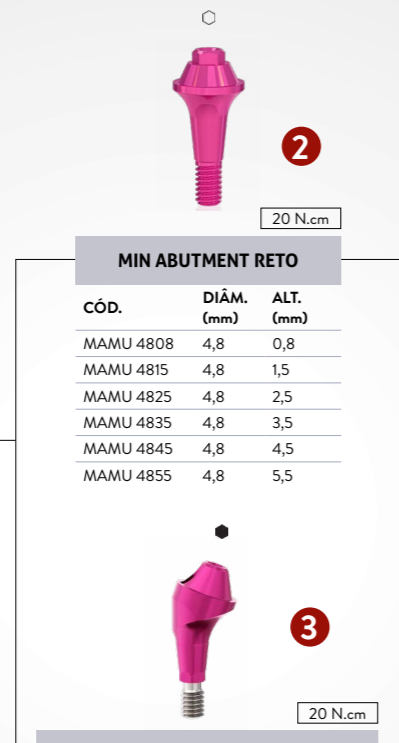 2
20 N.cm
MIN ABUTMENT RETO
CÓD. DIÂM. (mm) ALT. (mm)
MAMU 4808 4,8 0,8
MAMU 4815 4,8 1,5
MAMU 4825 4,8 2,5
MAMU 4835 4,8 3,5
MAMU 4845 4,8 4,5
MAMU 4855 4,8 5,5
3
20 N.cm